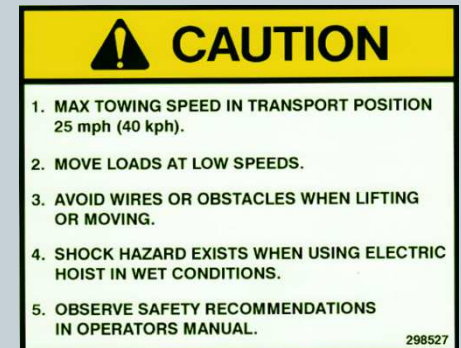 CAUTION
1. MAX TOWING SPEED IN TRANSPORT POSITION
25 mph (40 kph).
2. MOVE LOADS AT LOW SPEEDS.
3. AVOID WIRES OR OBSTACLES WHEN LIFTING
OR MOVING.
4. SHOCK HAZARD EXISTS WHEN USING ELECTRIC
HOIST IN WET CONDITIONS.
5. OBSERVE SAFETY RECOMMENDATIONS
IN OPERATORS MANUAL.
298527